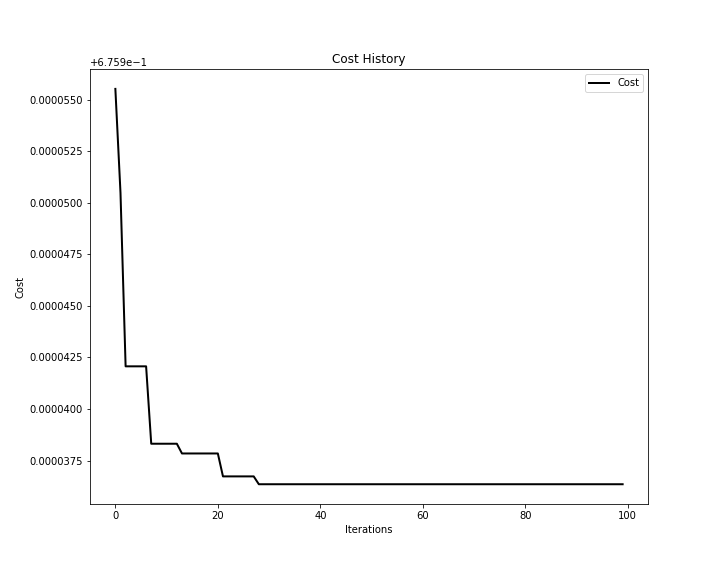 Cost History
+6.759e−1
Cost
0.0000550
0.0000525
0.0000500
0.0000475
0.0000450
0.0000425
0.0000400
0.0000375
Cost
0 20 40 60 80 100
Iterations